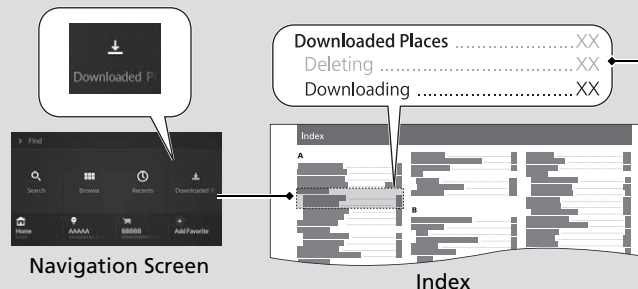 Downloaded P
Downloaded Places XX
Deleting XX
Downloading XX
> Find
Search
Browse
Recents
Downloaded P
Home
AAAAA
BBBBB
Add Favorite
Navigation Screen
Index
A
B
Index